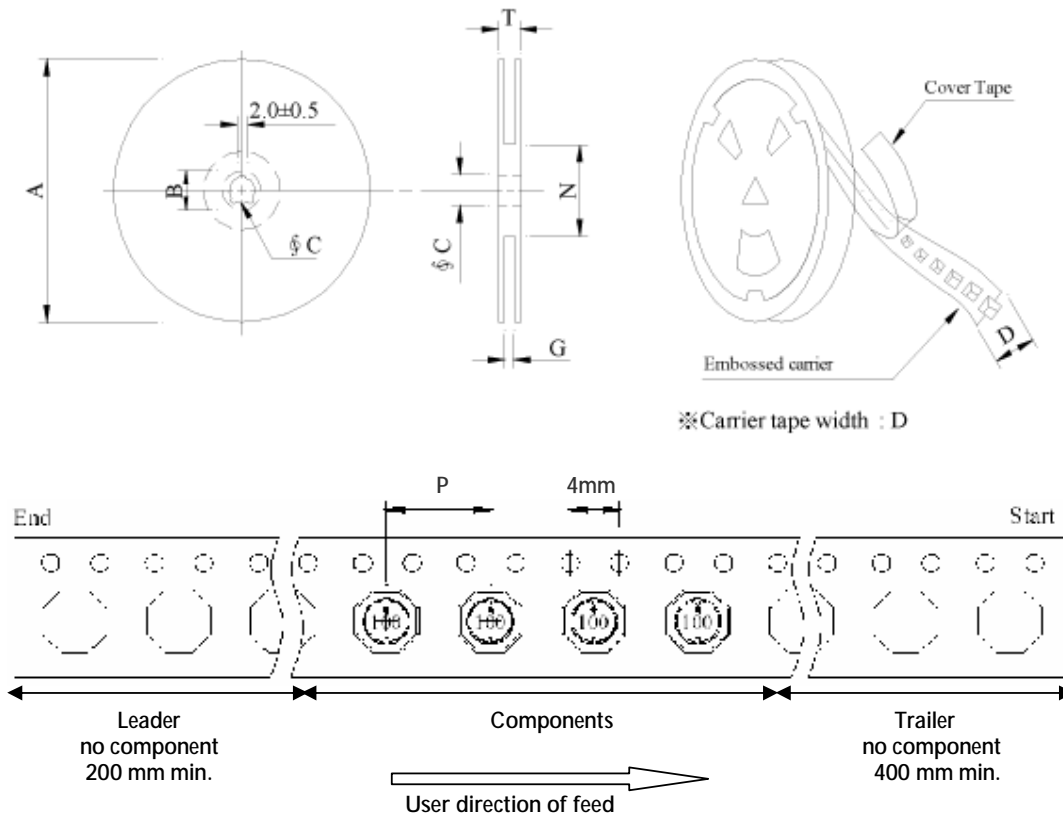 T
2.0±0.5
A
B
∮C
∮C
N
G
Cover Tape
Embossed carrier
D
※Carrier tape width : D
P
4mm
End
Start
100
100
100
100
Leader
no component
200 mm min.
Components
Trailer
no component
400 mm min.
User direction of feed